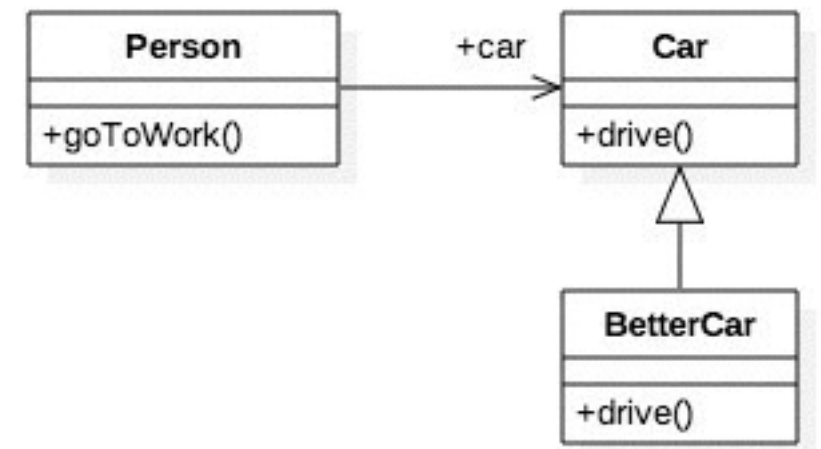 Person
+car
Car
+goToWork()
+drive()
BetterCar
+drive()